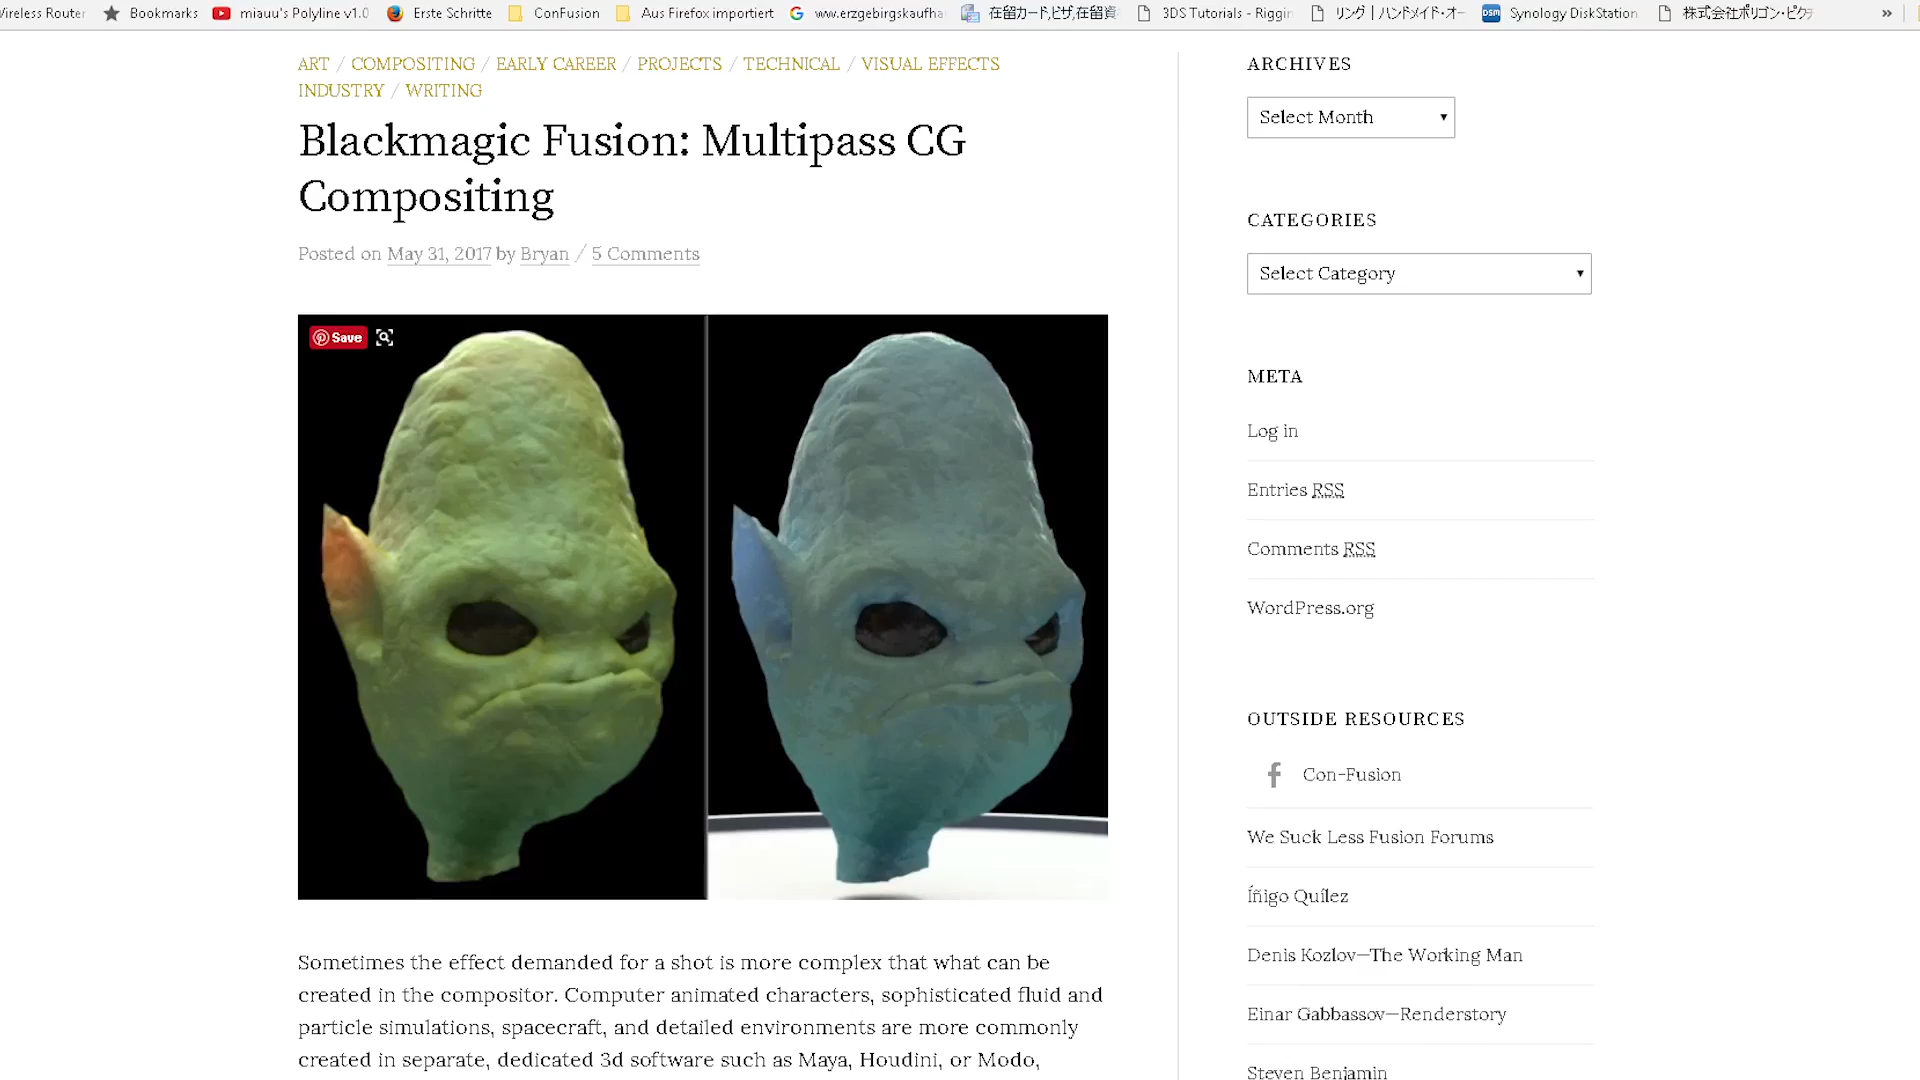 Wireless Router Bookmarks miauu's Polyline v1.0 Erste Schritte ConFusion Aus Firefox importiert www.erzgebirgskaufha 在留カード,ビザ,在留資 3DS Tutorials - Riggin リング | ハンドメイド・オー DSM Synology DiskStation 株式会社ポリゴン・ピクチ »
ART / COMPOSITING / EARLY CAREER / PROJECTS / TECHNICAL / VISUAL EFFECTS
INDUSTRY / WRITING
Blackmagic Fusion: Multipass CG
Compositing
Posted on May 31, 2017 by Bryan / 5 Comments
Save
Sometimes the effect demanded for a shot is more complex that what can be
created in the compositor. Computer animated characters, sophisticated fluid and
particle simulations, spacecraft, and detailed environments are more commonly
created in separate, dedicated 3d software such as Maya, Houdini, or Modo,
ARCHIVES
Select Month
CATEGORIES
Select Category
META
Log in
Entries RSS
Comments RSS
WordPress.org
OUTSIDE RESOURCES
Con-Fusion
We Suck Less Fusion Forums
Íñigo Quílez
Denis Kozlov—The Working Man
Einar Gabbassov—Renderstory
Steven Benjamin